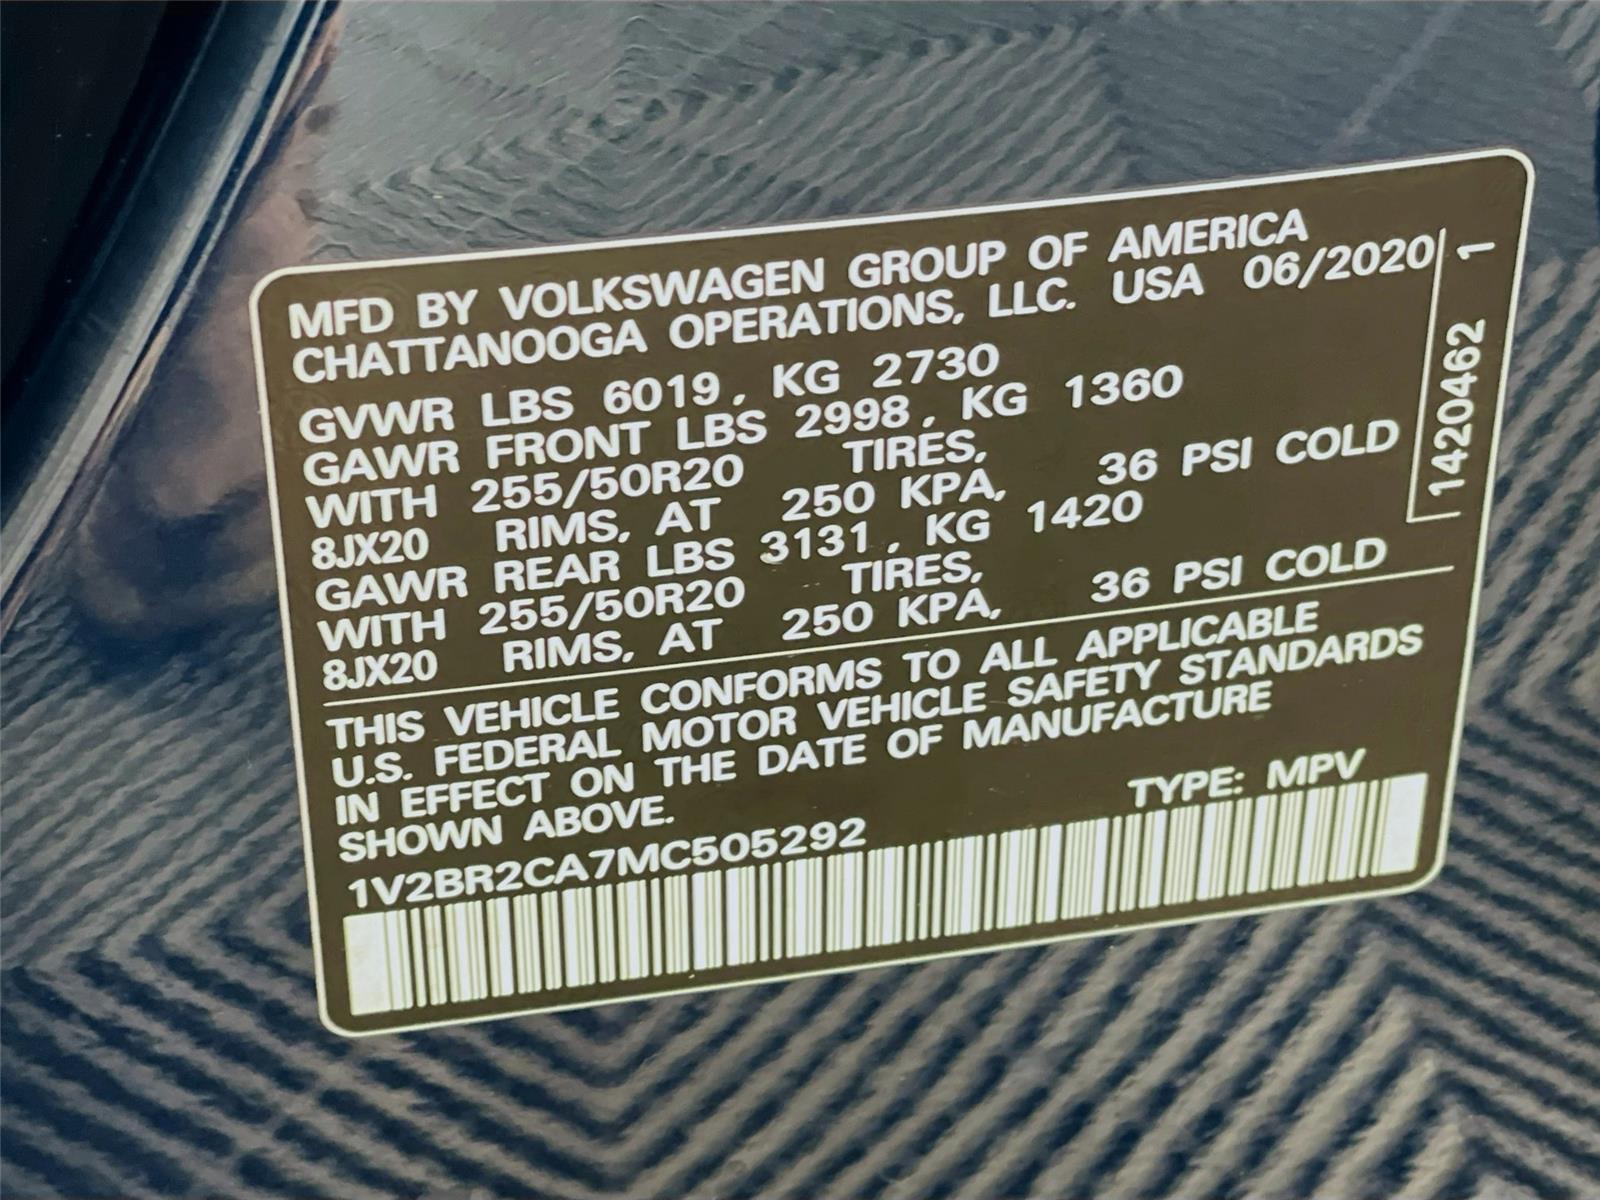 MFD BY VOLKSWAGEN GROUP OF AMERICA
CHATTANOOGA OPERATIONS, LLC. USA 06/2020
GVWR LBS 6019, KG 2730
GAWR FRONT LBS 2998, KG 1360
WITH 255/50R20 TIRES,
8JX20 RIMS, AT 250 KPA, 36 PSI COLD
GAWR REAR LBS 3131, KG 1420
WITH 255/50R20 TIRES,
8JX20 RIMS, AT 250 KPA, 36 PSI COLD
THIS VEHICLE CONFORMS TO ALL APPLICABLE
U.S. FEDERAL MOTOR VEHICLE SAFETY STANDARDS
IN EFFECT ON THE DATE OF MANUFACTURE
SHOWN ABOVE.
TYPE: MPV
1V2BR2CA7MC505292
1420462 1